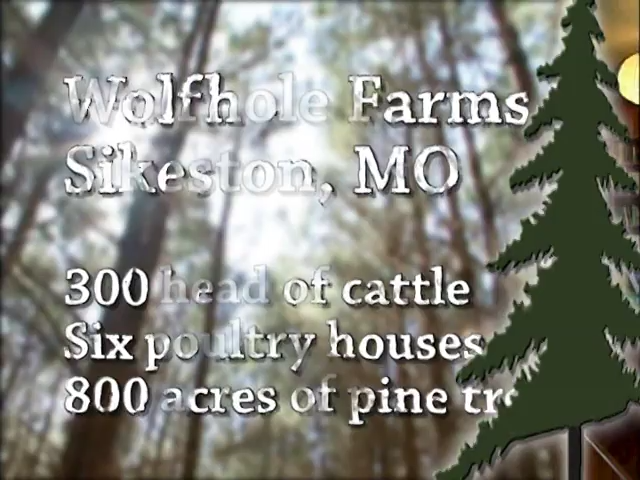 Wolfhole Farms
Sikeston, MO
300 head of cattle
Six poultry houses
800 acres of pine